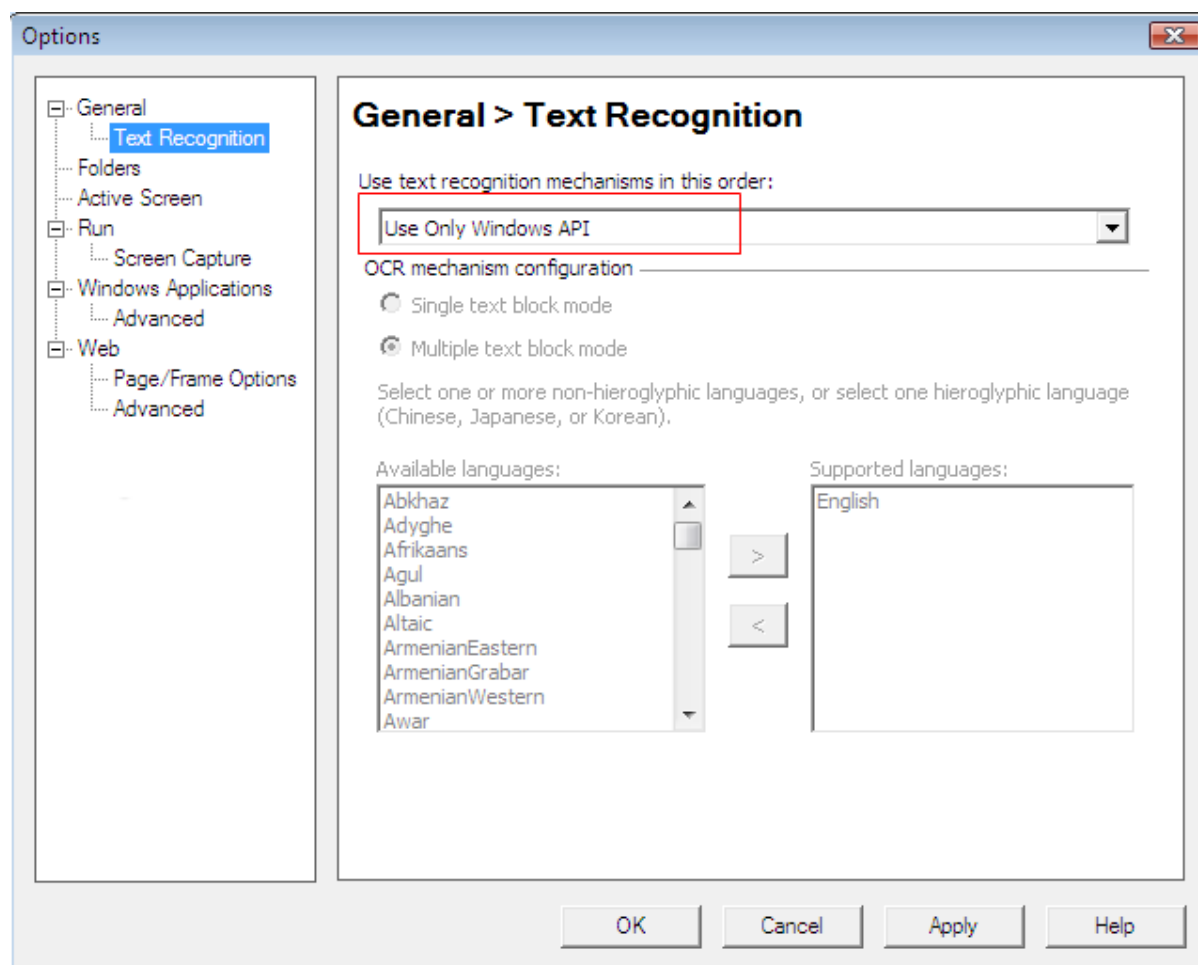 Options
General
Text Recognition
Folders
Active Screen
Run
Screen Capture
Windows Applications
Advanced
Web
Page/Frame Options
Advanced
General > Text Recognition
Use text recognition mechanisms in this order:
Use Only Windows API
OCR mechanism configuration
Single text block mode
Multiple text block mode
Select one or more non-hieroglyphic languages, or select one hieroglyphic language
(Chinese, Japanese, or Korean).
Available languages:
Abkhaz
Adyghe
Afrikaans
Agul
Albanian
Altaic
ArmenianEastern
ArmenianGrabar
ArmenianWestern
Awar
>
<
Supported languages:
English
OK
Cancel
Apply
Help